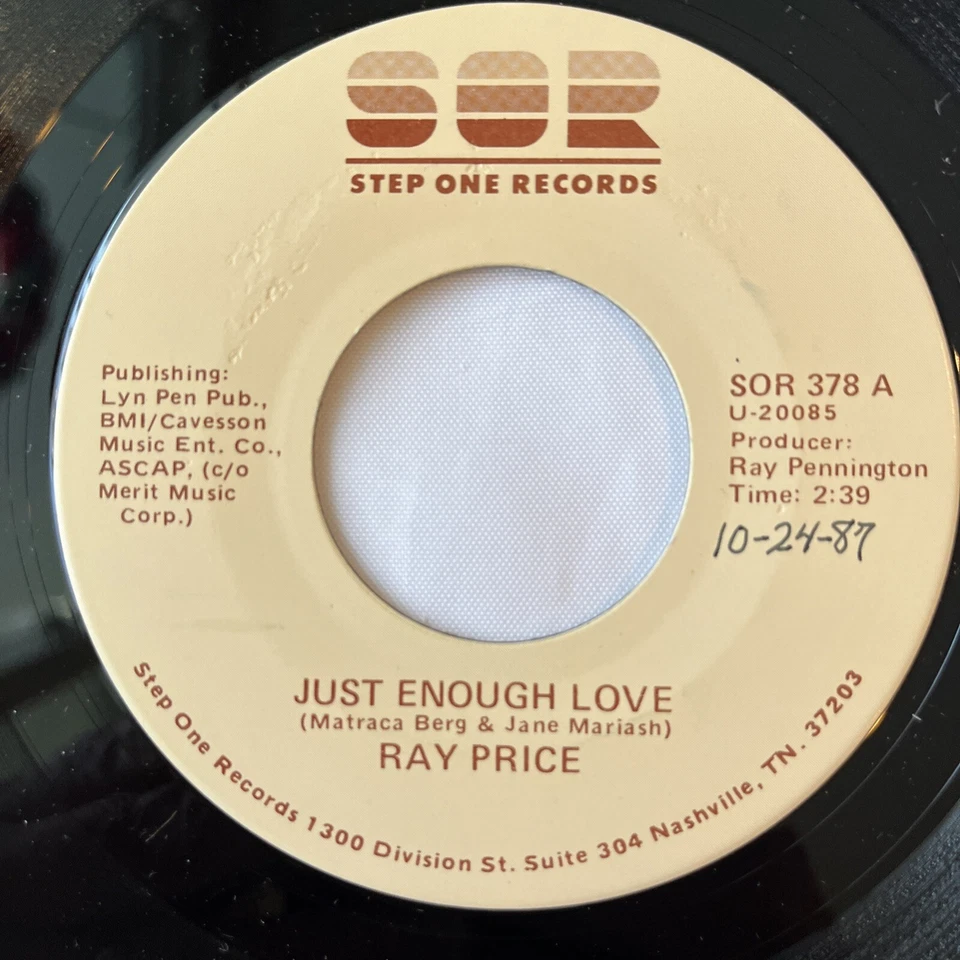 SOR
STEP ONE RECORDS
Publishing:
Lyn Pen Pub.,
BMI/Cavesson
Music Ent. Co.,
ASCAP, (c/o
Merit Music
Corp.)
SOR 378 A
U-20085
Producer:
Ray Pennington
Time: 2:39
10-24-87
JUST ENOUGH LOVE
(Matraca Berg & Jane Mariash)
RAY PRICE
Step One Records 1300 Division St. Suite 304 Nashville, TN. 37203